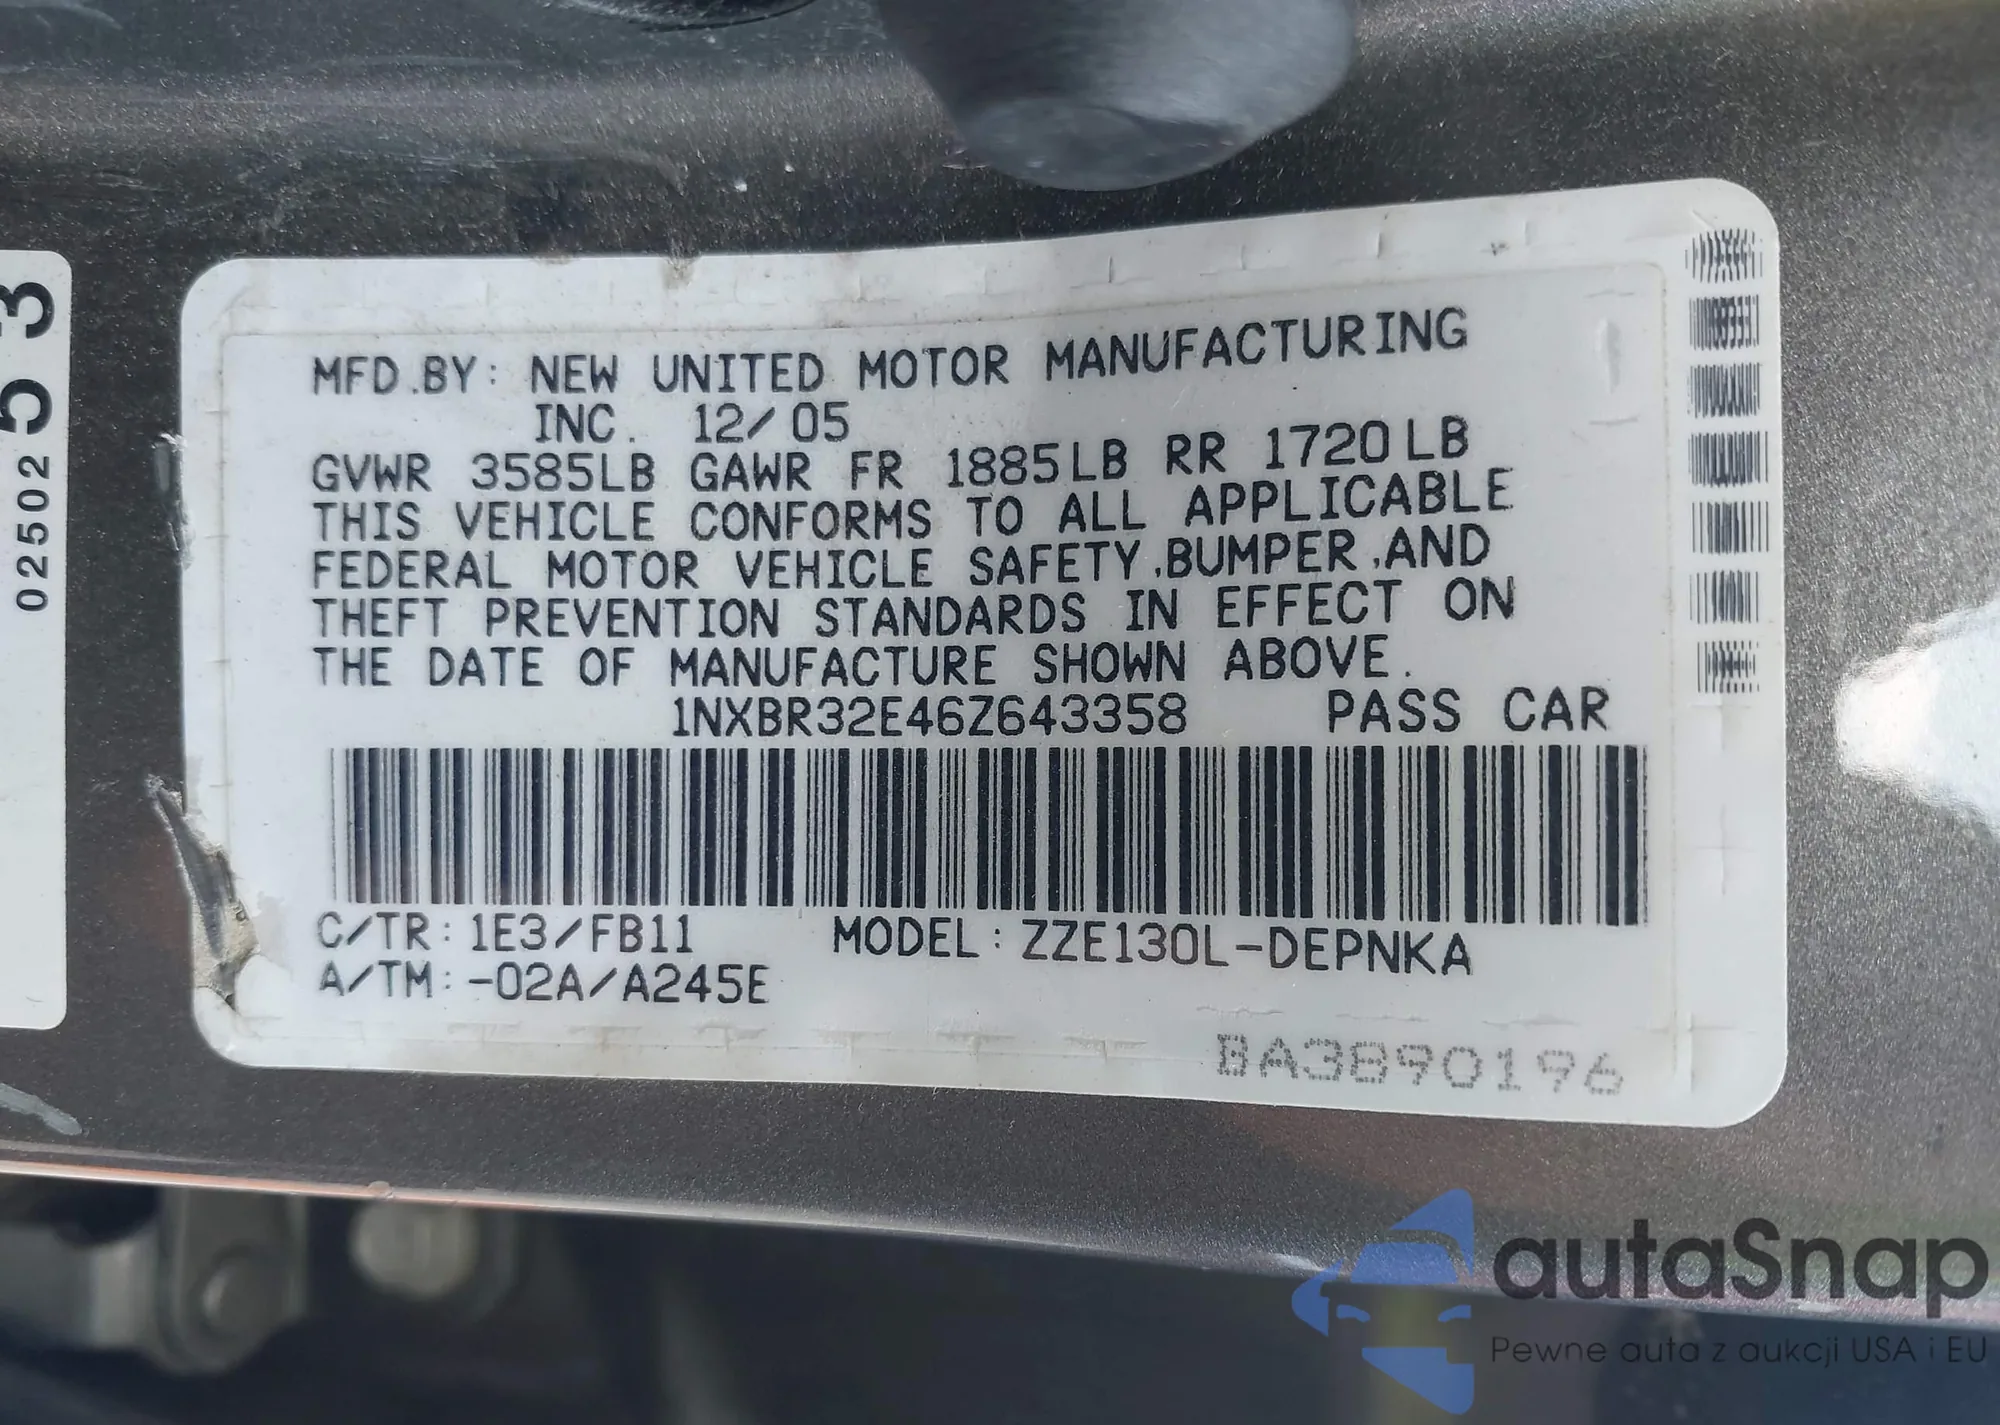 53
02502
MFD.BY: NEW UNITED MOTOR MANUFACTURING
INC. 12/05
GVWR 3585LB GAWR FR 1885LB RR 1720LB
THIS VEHICLE CONFORMS TO ALL APPLICABLE
FEDERAL MOTOR VEHICLE SAFETY,BUMPER,AND
THEFT PREVENTION STANDARDS IN EFFECT ON
THE DATE OF MANUFACTURE SHOWN ABOVE.
1NXBR32E46Z643358 PASS CAR
C/TR: 1E3/FB11 MODEL: ZZE130L-DEPNKA
A/TM: -02A/A245E
BA3890196
autaSnap
Pewne auta z aukcji USA i EU